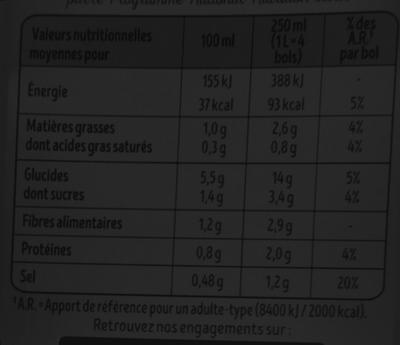 Valeurs nutritionnelles moyennes pour 100 ml 250 ml (1L=4 bols) % des A.R.¹ par bol
Énergie 155 kJ 388 kJ -
37 kcal 93 kcal 5%
Matières grasses 1,0 g 2,6 g 4%
dont acides gras saturés 0,3 g 0,8 g 4%
Glucides 5,5 g 14 g 5%
dont sucres 1,4 g 3,4 g 4%
Fibres alimentaires 1,2 g 2,9 g -
Protéines 0,8 g 2,0 g 4%
Sel 0,48 g 1,2 g 20%
¹A.R. = Apport de référence pour un adulte-type (8400 kJ / 2000 kcal).
Retrouvez nos engagements sur :